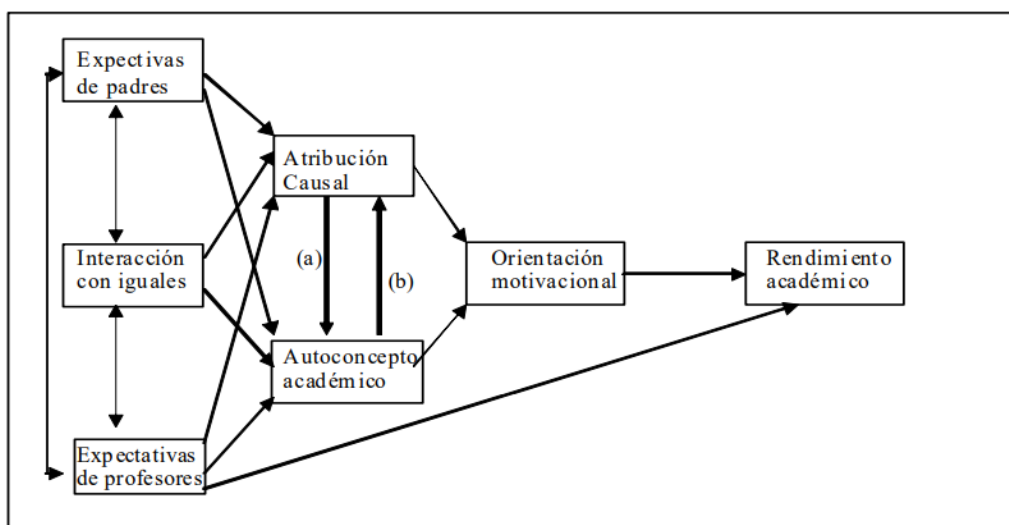 Expectivas
de padres
Atribución
Causal
Interacción
con iguales
(a)
(b)
Orientación
motivacional
Rendimiento
académico
Autoconcepto
académico
Expectativas
de profesores